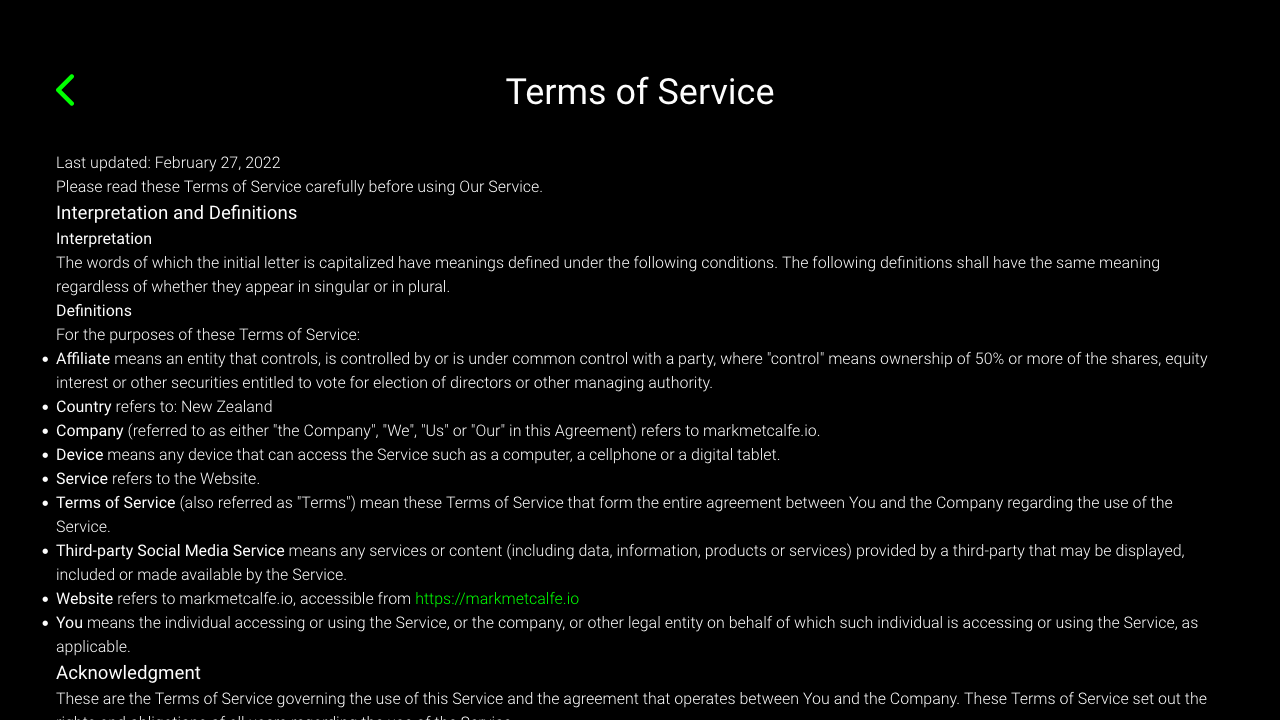 Terms of Service
Last updated: February 27, 2022
Please read these Terms of Service carefully before using Our Service.
Interpretation and Definitions
Interpretation
The words of which the initial letter is capitalized have meanings defined under the following conditions. The following definitions shall have the same meaning
regardless of whether they appear in singular or in plural.
Definitions
For the purposes of these Terms of Service:
• Affiliate means an entity that controls, is controlled by or is under common control with a party, where "control" means ownership of 50% or more of the shares, equity
interest or other securities entitled to vote for election of directors or other managing authority.
• Country refers to: New Zealand
• Company (referred to as either "the Company", "We", "Us" or "Our" in this Agreement) refers to markmetcalfe.io.
• Device means any device that can access the Service such as a computer, a cellphone or a digital tablet.
• Service refers to the Website.
• Terms of Service (also referred as "Terms") mean these Terms of Service that form the entire agreement between You and the Company regarding the use of the
Service.
• Third-party Social Media Service means any services or content (including data, information, products or services) provided by a third-party that may be displayed,
included or made available by the Service.
• Website refers to markmetcalfe.io, accessible from https://markmetcalfe.io
• You means the individual accessing or using the Service, or the company, or other legal entity on behalf of which such individual is accessing or using the Service, as
applicable.
Acknowledgment
These are the Terms of Service governing the use of this Service and the agreement that operates between You and the Company. These Terms of Service set out the
rights and obligations of all users regarding the use of the Service.